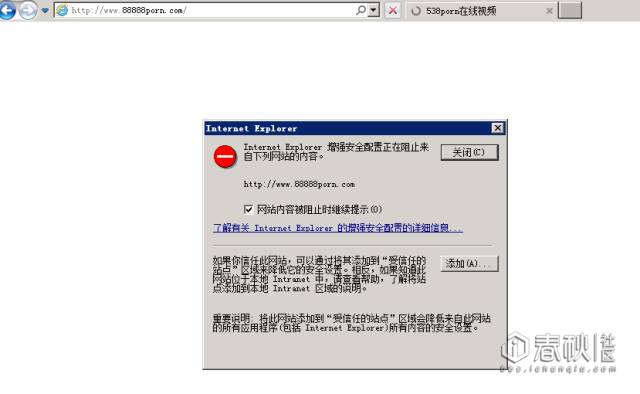 http://www.88888porn.com/
538porn在线视频
Internet Explorer
Internet Explorer 增强安全配置正在阻止来
自下列网站的内容。
关闭(C)
http://www.88888porn.com
网站内容被阻止时继续提示(O)
了解有关 Internet Explorer 的增强安全配置的详细信息...
如果你信任此网站，可以通过将其添加到“受信任的
站点”区域来降低它的安全设置。相反，如果知道此
网站位于本地 Intranet 中，请查看帮助，了解将站
点添加到本地 Intranet 区域的说明。
添加(A)...
重要说明: 将此网站添加到“受信任的站点”区域会降低来自此网站
的所有应用程序(包括 Internet Explorer)所有内容的安全设置。
春秋社区
bbs.ichunqiu.com